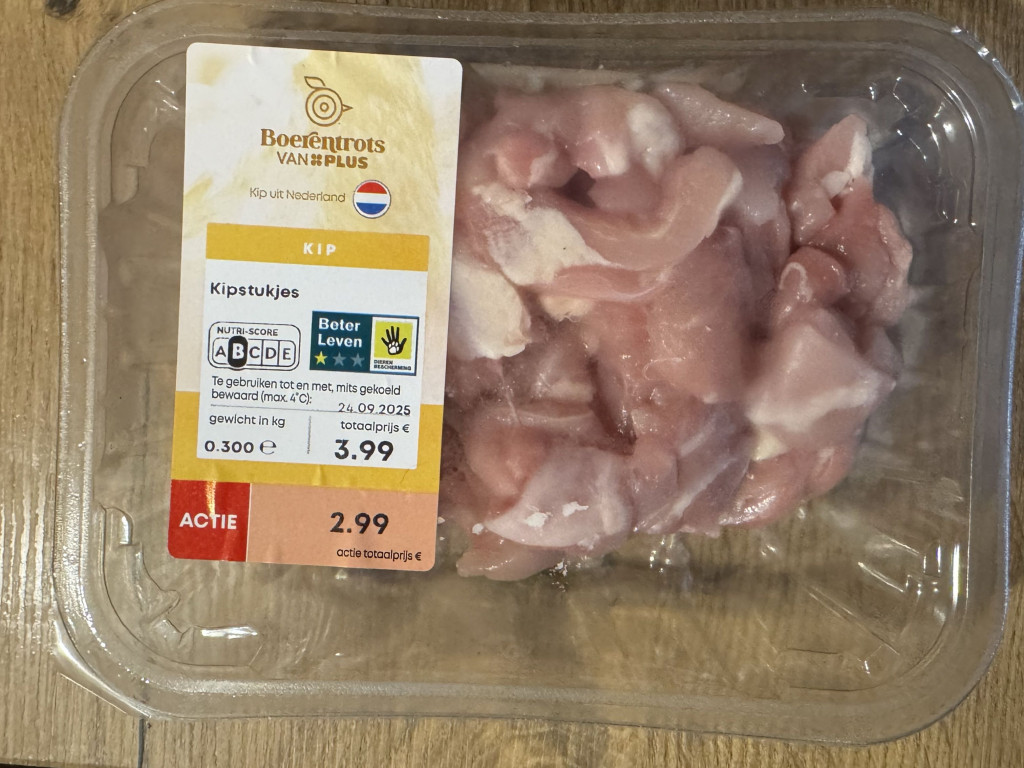 Boerentrots
VAN PLUS
Kip uit Nederland
KIP
Kipstukjes
NUTRI-SCORE
A B C D E
Beter
Leven
DIEREN
BESCHERMING
Te gebruiken tot en met, mits gekoeld
bewaard (max. 4°C):
24.09.2025
gewicht in kg
totaalprijs €
0.300 ℮
3.99
ACTIE
2.99
actie totaalprijs €